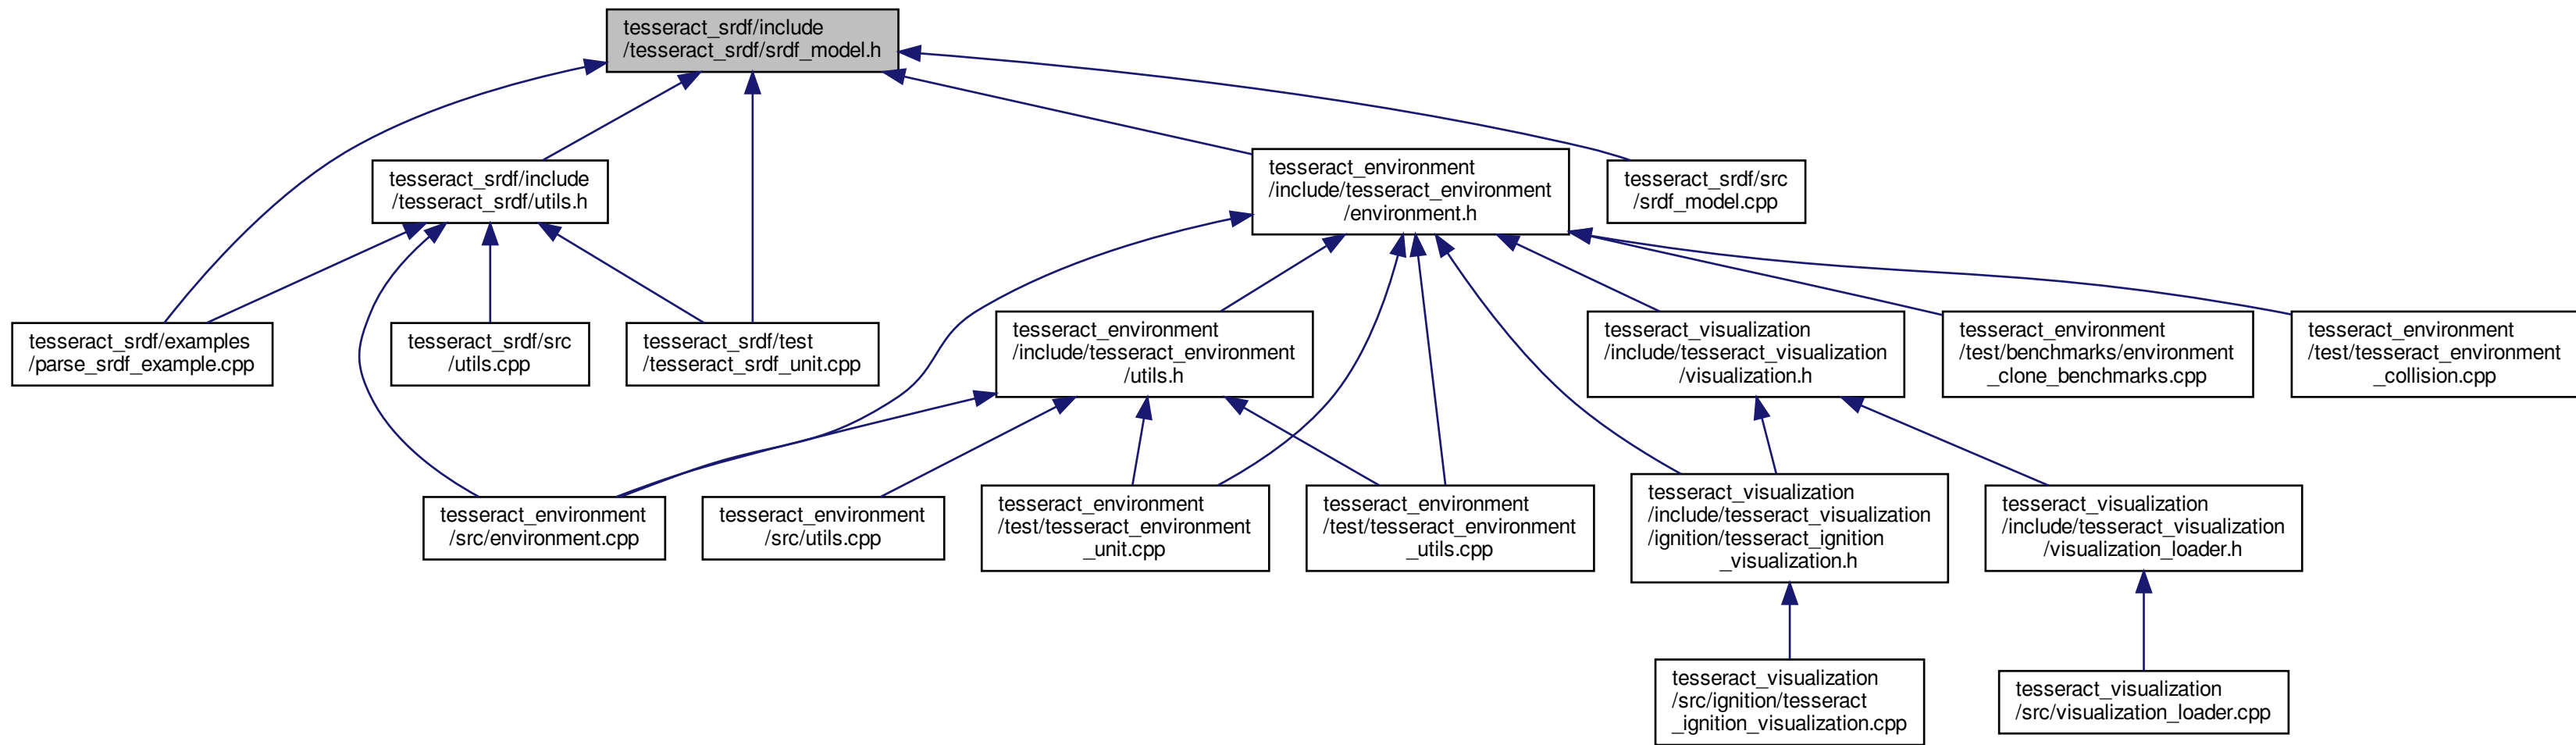 tesseract_srdf/include
/tesseract_srdf/srdf_model.h
tesseract_srdf/include
/tesseract_srdf/utils.h
tesseract_environment
/include/tesseract_environment
/environment.h
tesseract_srdf/src
/srdf_model.cpp
tesseract_srdf/examples
/parse_srdf_example.cpp
tesseract_srdf/src
/utils.cpp
tesseract_srdf/test
/tesseract_srdf_unit.cpp
tesseract_environment
/include/tesseract_environment
/utils.h
tesseract_visualization
/include/tesseract_visualization
/visualization.h
tesseract_environment
/test/benchmarks/environment
_clone_benchmarks.cpp
tesseract_environment
/test/tesseract_environment
_collision.cpp
tesseract_environment
/src/environment.cpp
tesseract_environment
/src/utils.cpp
tesseract_environment
/test/tesseract_environment
_unit.cpp
tesseract_environment
/test/tesseract_environment
_utils.cpp
tesseract_visualization
/include/tesseract_visualization
/ignition/tesseract_ignition
_visualization.h
tesseract_visualization
/include/tesseract_visualization
/visualization_loader.h
tesseract_visualization
/src/ignition/tesseract
_ignition_visualization.cpp
tesseract_visualization
/src/visualization_loader.cpp